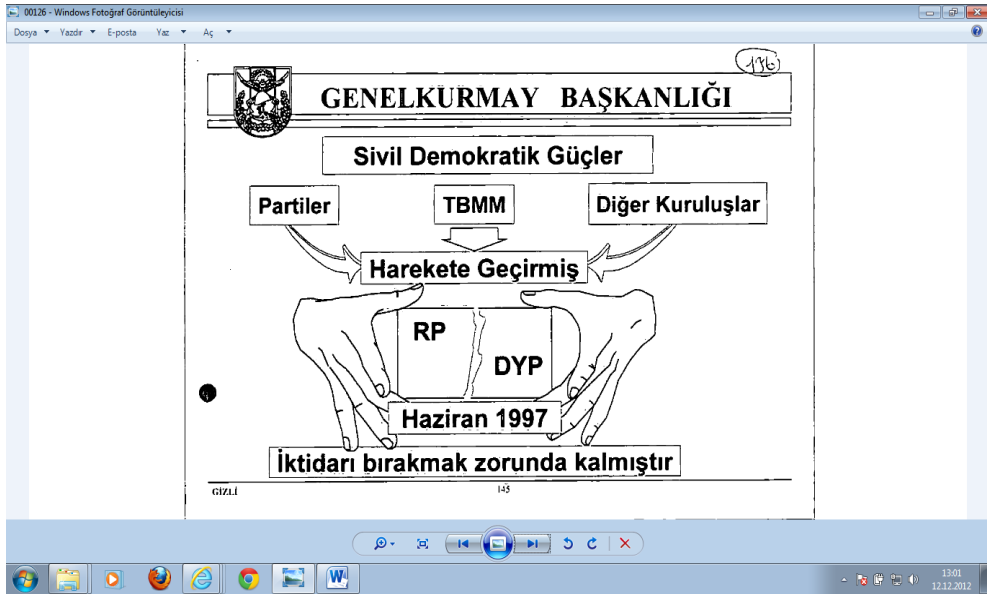 00126 - Windows Fotoğraf Görüntüleyicisi
Dosya Yazdır E-posta Yaz Aç
176
GENELKURMAY BAŞKANLIĞI
Sivil Demokratik Güçler
Partiler TBMM Diğer Kuruluşlar
Harekete Geçirmiş
RP
DYP
Haziran 1997
İktidarı bırakmak zorunda kalmıştır
GİZLİ 145
13:01
12.12.2012